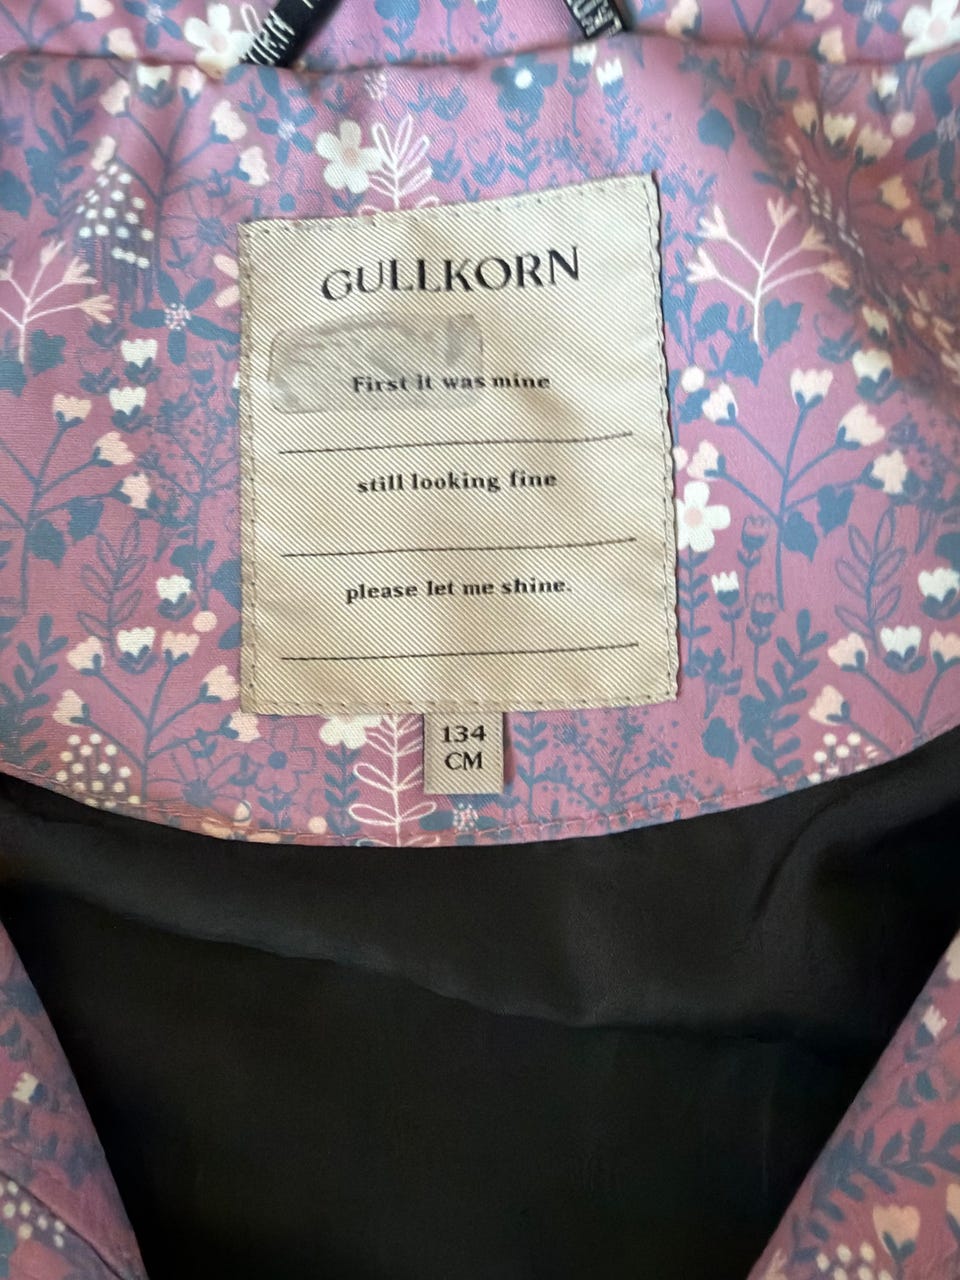 GULLKORN
First it was mine
still looking fine
please let me shine.
134
CM